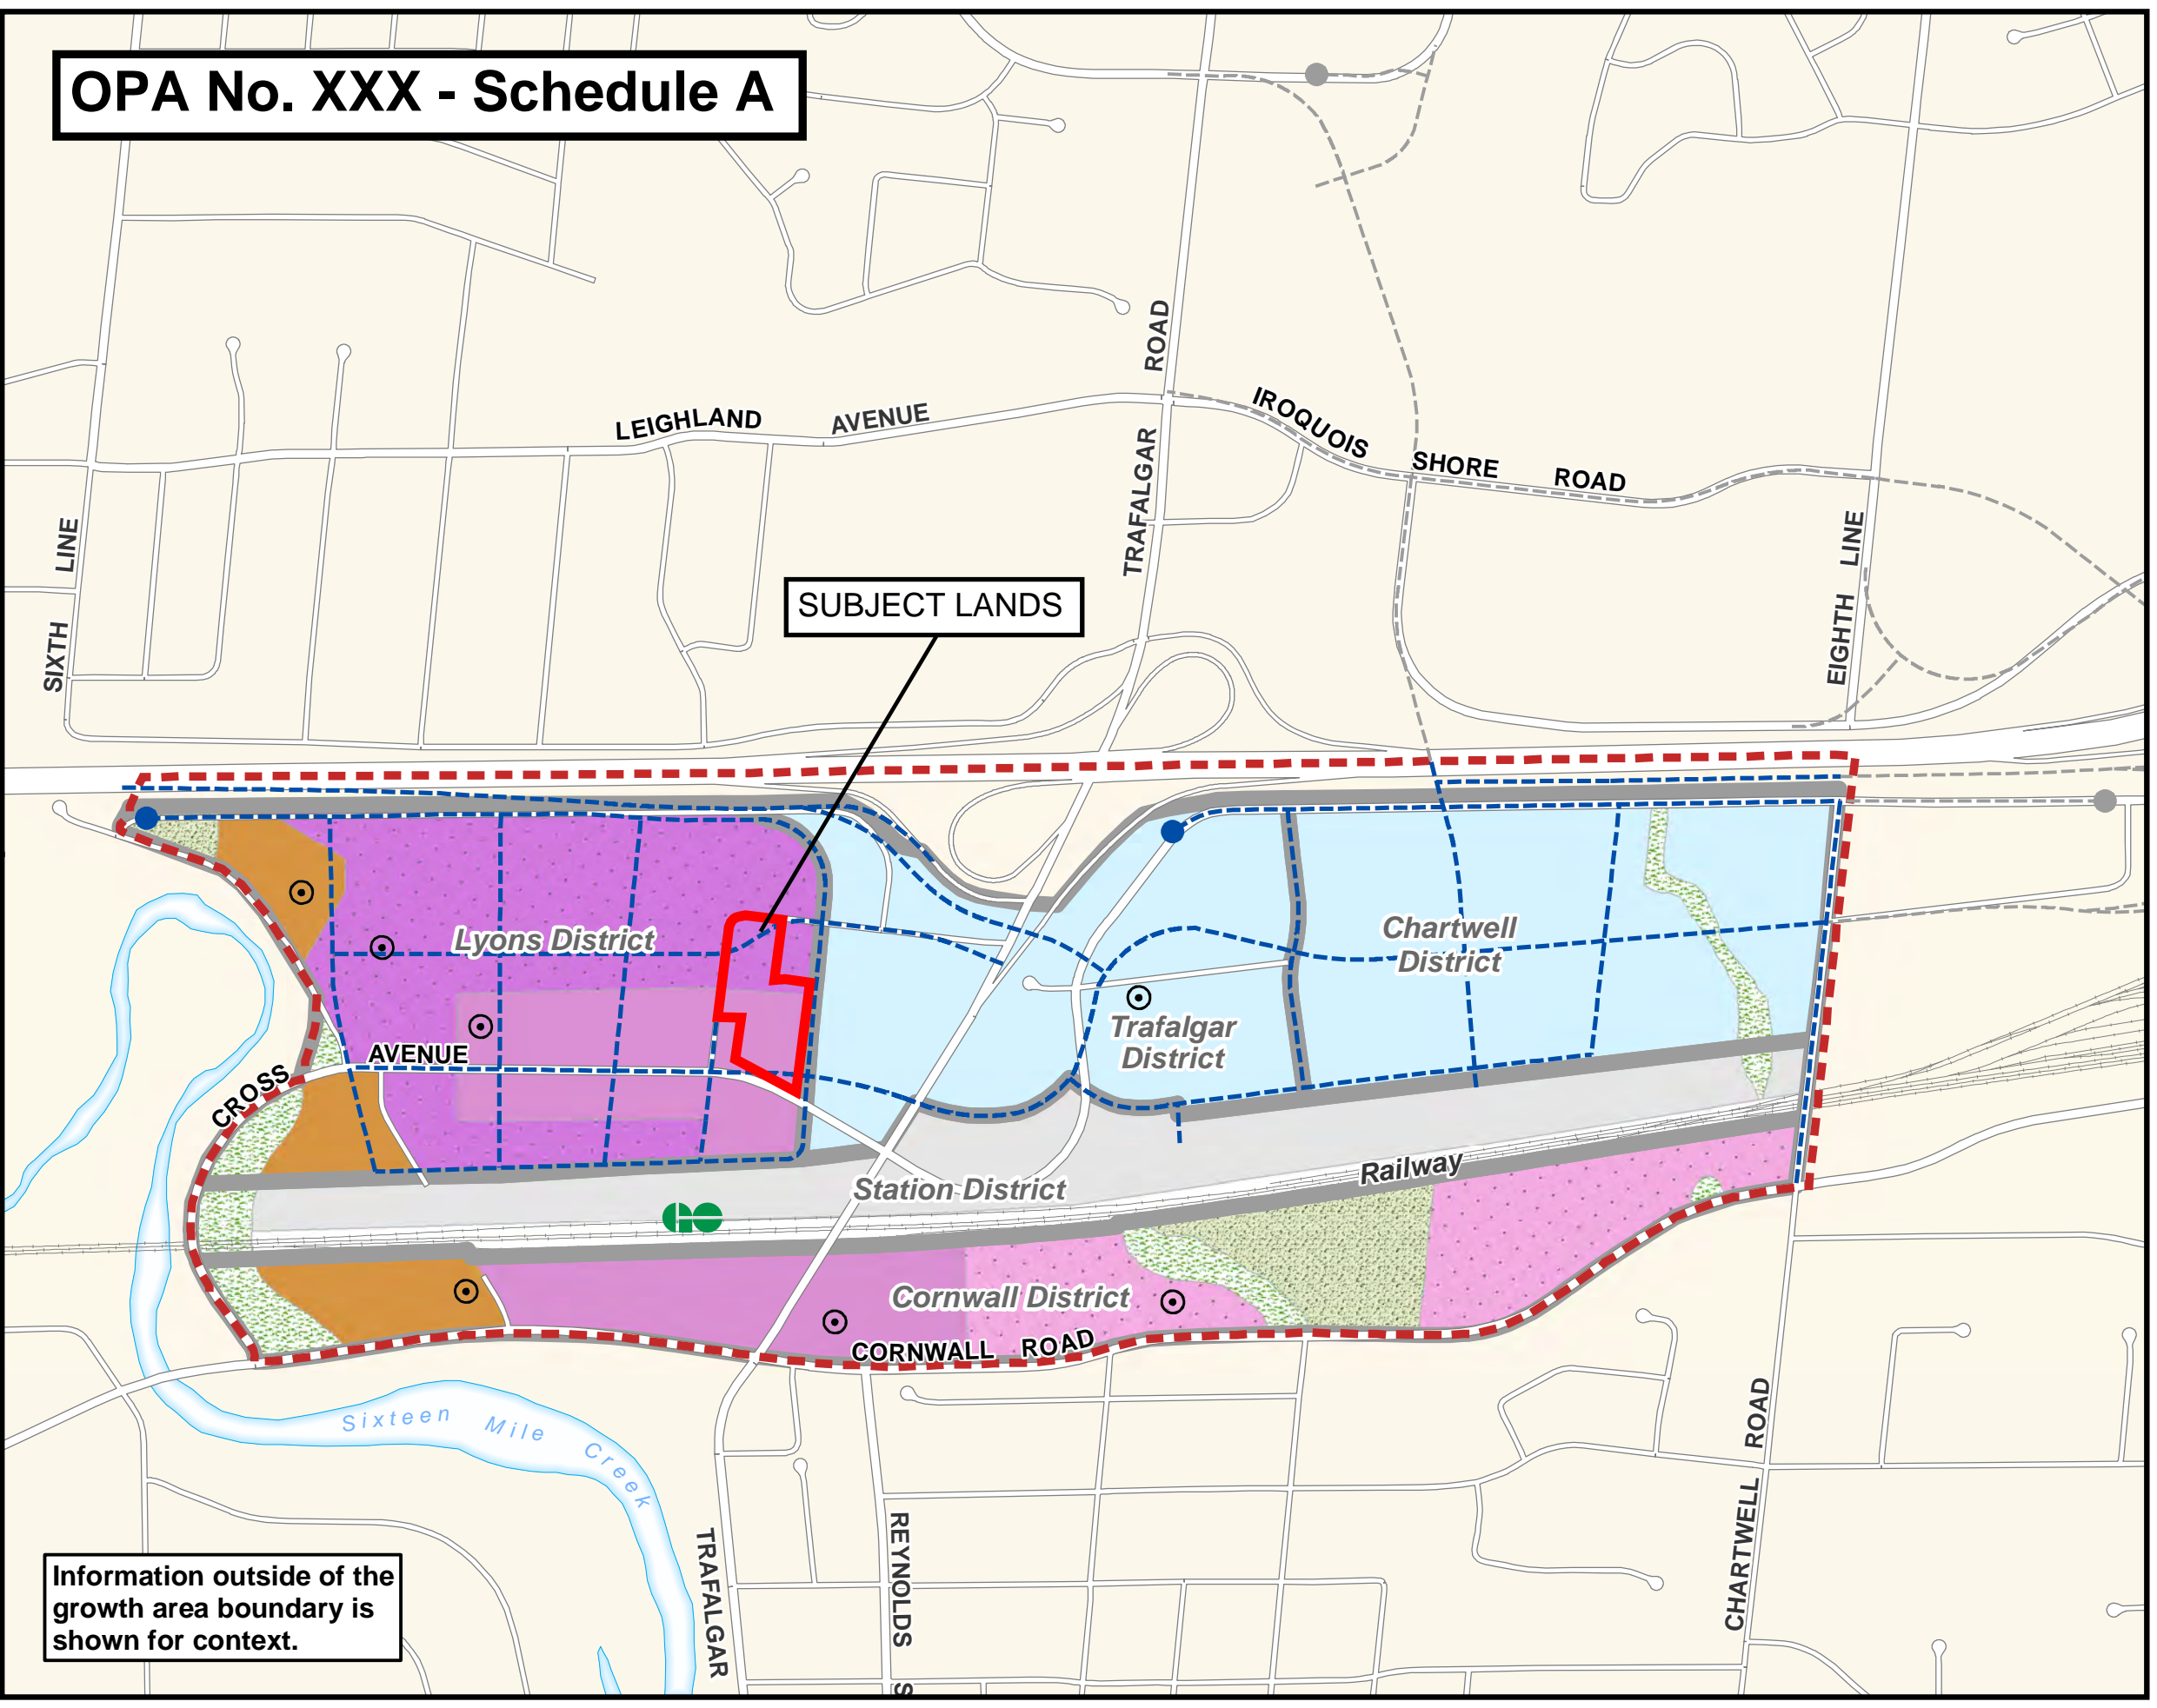 OPA No. XXX - Schedule A
ROAD
IROQUOIS
LEIGHLAND
AVENUE
SHORE
ROAD
TRAFALGAR
LINE
LINE
SUBJECT LANDS
SIXTH
EIGHTH
Lyons District
Chartwell
District
Trafalgar
District
AVENUE
CROSS
Railway
Station District
GO
Cornwall District
CORNWALL
ROAD
Sixteen Mile Creek
ROAD
TRAFALGAR
REYNOLDS
S
CHARTWELL
Information outside of the
growth area boundary is
shown for context.